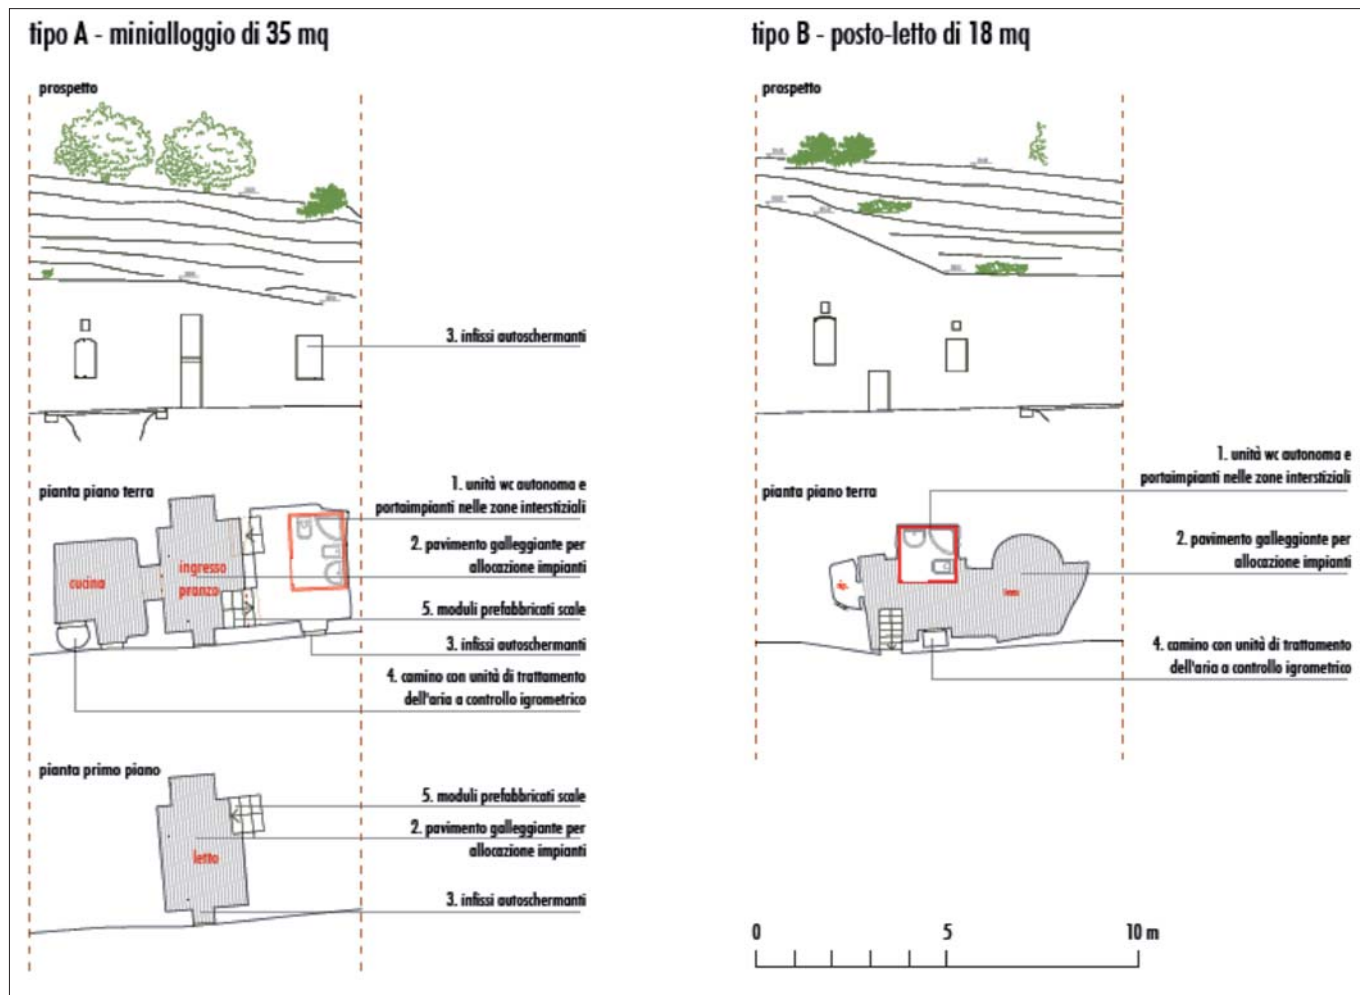 tipo A - minialloggio di 35 mq
prospetto
3. infissi autoschermanti
pianta piano terra
1. unità wc autonoma e
portaimpianti nelle zone interstiziali
2. pavimento galleggiante per
allocazione impianti
5. moduli prefabbricati scale
3. infissi autoschermanti
4. camino con unità di trattamento
dell'aria a controllo igrometrico
cucina
ingresso
pranzo
pianta primo piano
5. moduli prefabbricati scale
2. pavimento galleggiante per
allocazione impianti
3. infissi autoschermanti
letto
tipo B - posto-letto di 18 mq
prospetto
pianta piano terra
1. unità wc autonoma e
portaimpianti nelle zone interstiziali
2. pavimento galleggiante per
allocazione impianti
4. camino con unità di trattamento
dell'aria a controllo igrometrico
0 5 10 m